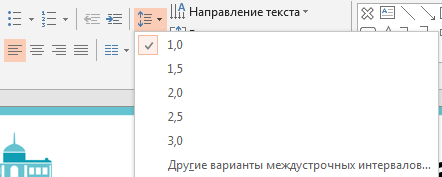 Направление текста
1,0
1,5
2,0
2,5
3,0
Другие варианты междустрочных интервалов...